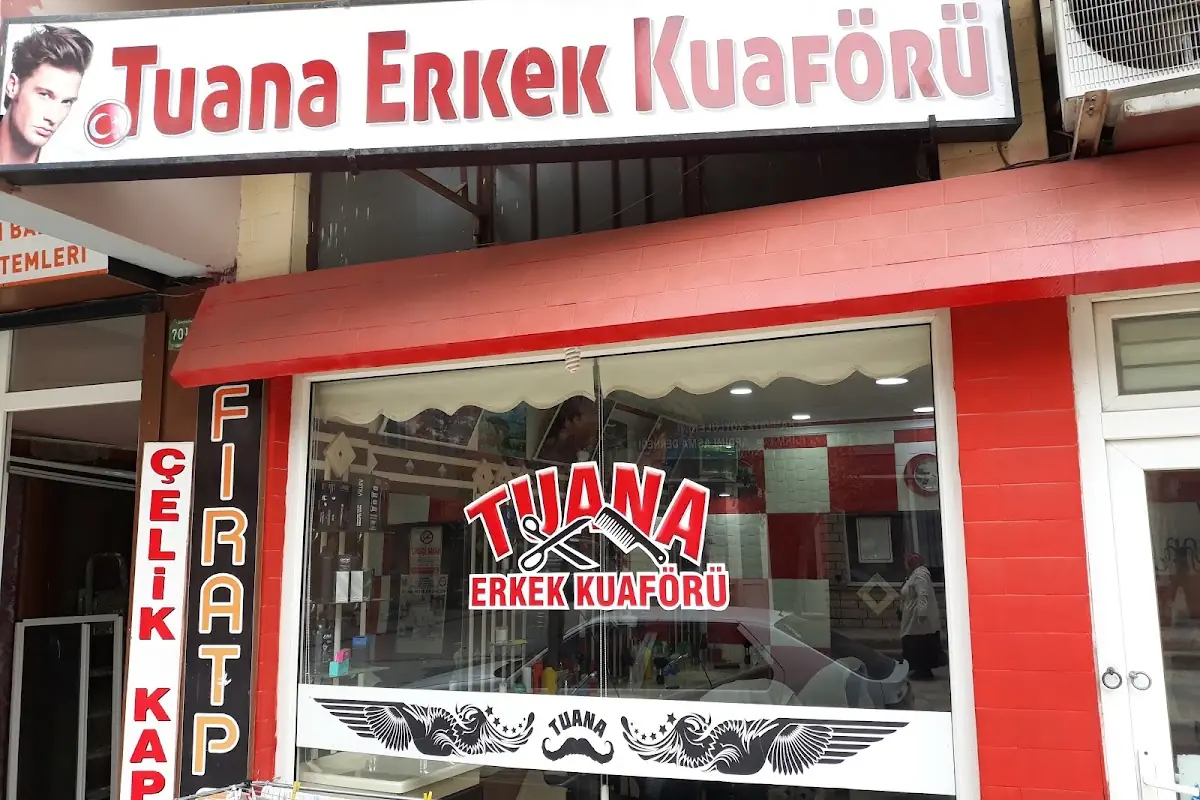 Tuana Erkek Kuaförü
TEMLERİ
FIRATP
ÇELİK KAP
TUANA
ERKEK KUAFÖRÜ
TUANA